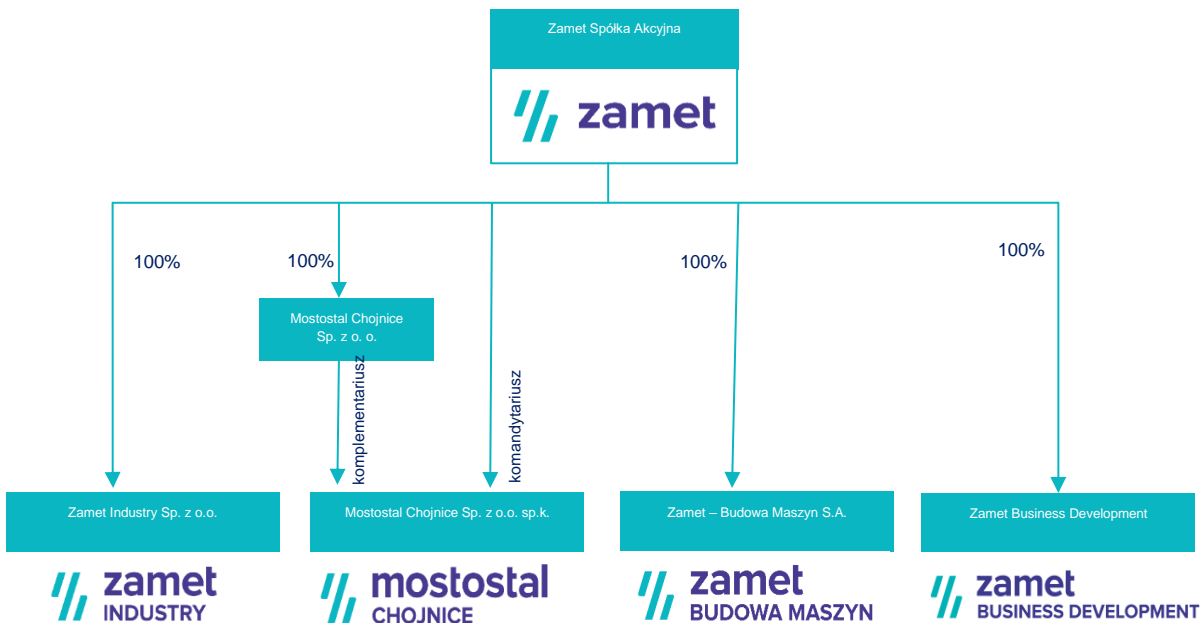 Zamet Spółka Akcyjna
zamet
100%
100%
100%
100%
Mostostal Chojnice
Sp. z o. o.
komplementariusz
komandytariusz
Zamet Industry Sp. z o.o.
Mostostal Chojnice Sp. z o.o. sp.k.
Zamet – Budowa Maszyn S.A.
Zamet Business Development
zamet
INDUSTRY
mostostal
CHOJNICE
zamet
BUDOWA MASZYN
zamet
BUSINESS DEVELOPMENT